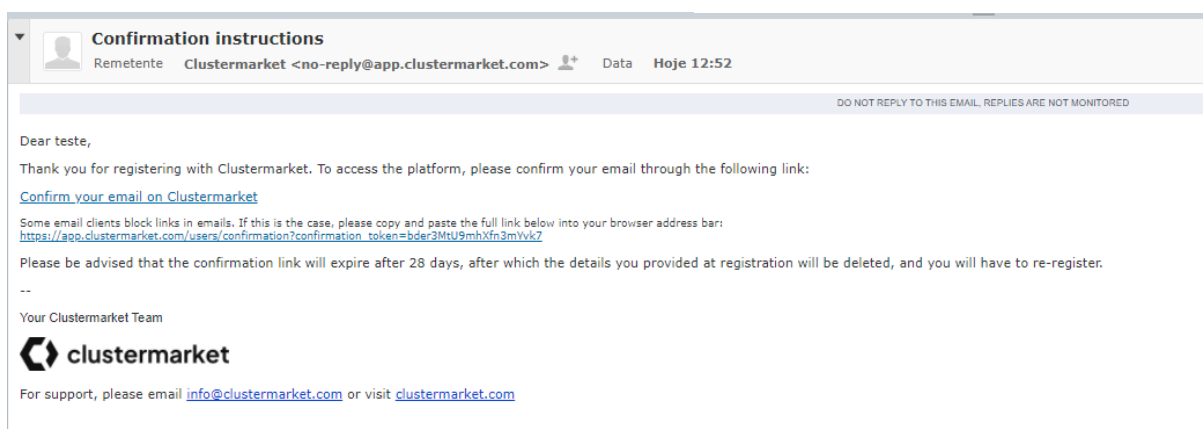 Confirmation instructions
Remetente Clustermarket <no-reply@app.clustermarket.com> Data Hoje 12:52
DO NOT REPLY TO THIS EMAIL, REPLIES ARE NOT MONITORED
Dear teste,
Thank you for registering with Clustermarket. To access the platform, please confirm your email through the following link:
Confirm your email on Clustermarket
Some email clients block links in emails. If this is the case, please copy and paste the full link below into your browser address bar:
https://app.clustermarket.com/users/confirmation?confirmation_token=bder3MtU9mhXfn3mYvk7
Please be advised that the confirmation link will expire after 28 days, after which the details you provided at registration will be deleted, and you will have to re-register.
--
Your Clustermarket Team
clustermarket
For support, please email info@clustermarket.com or visit clustermarket.com